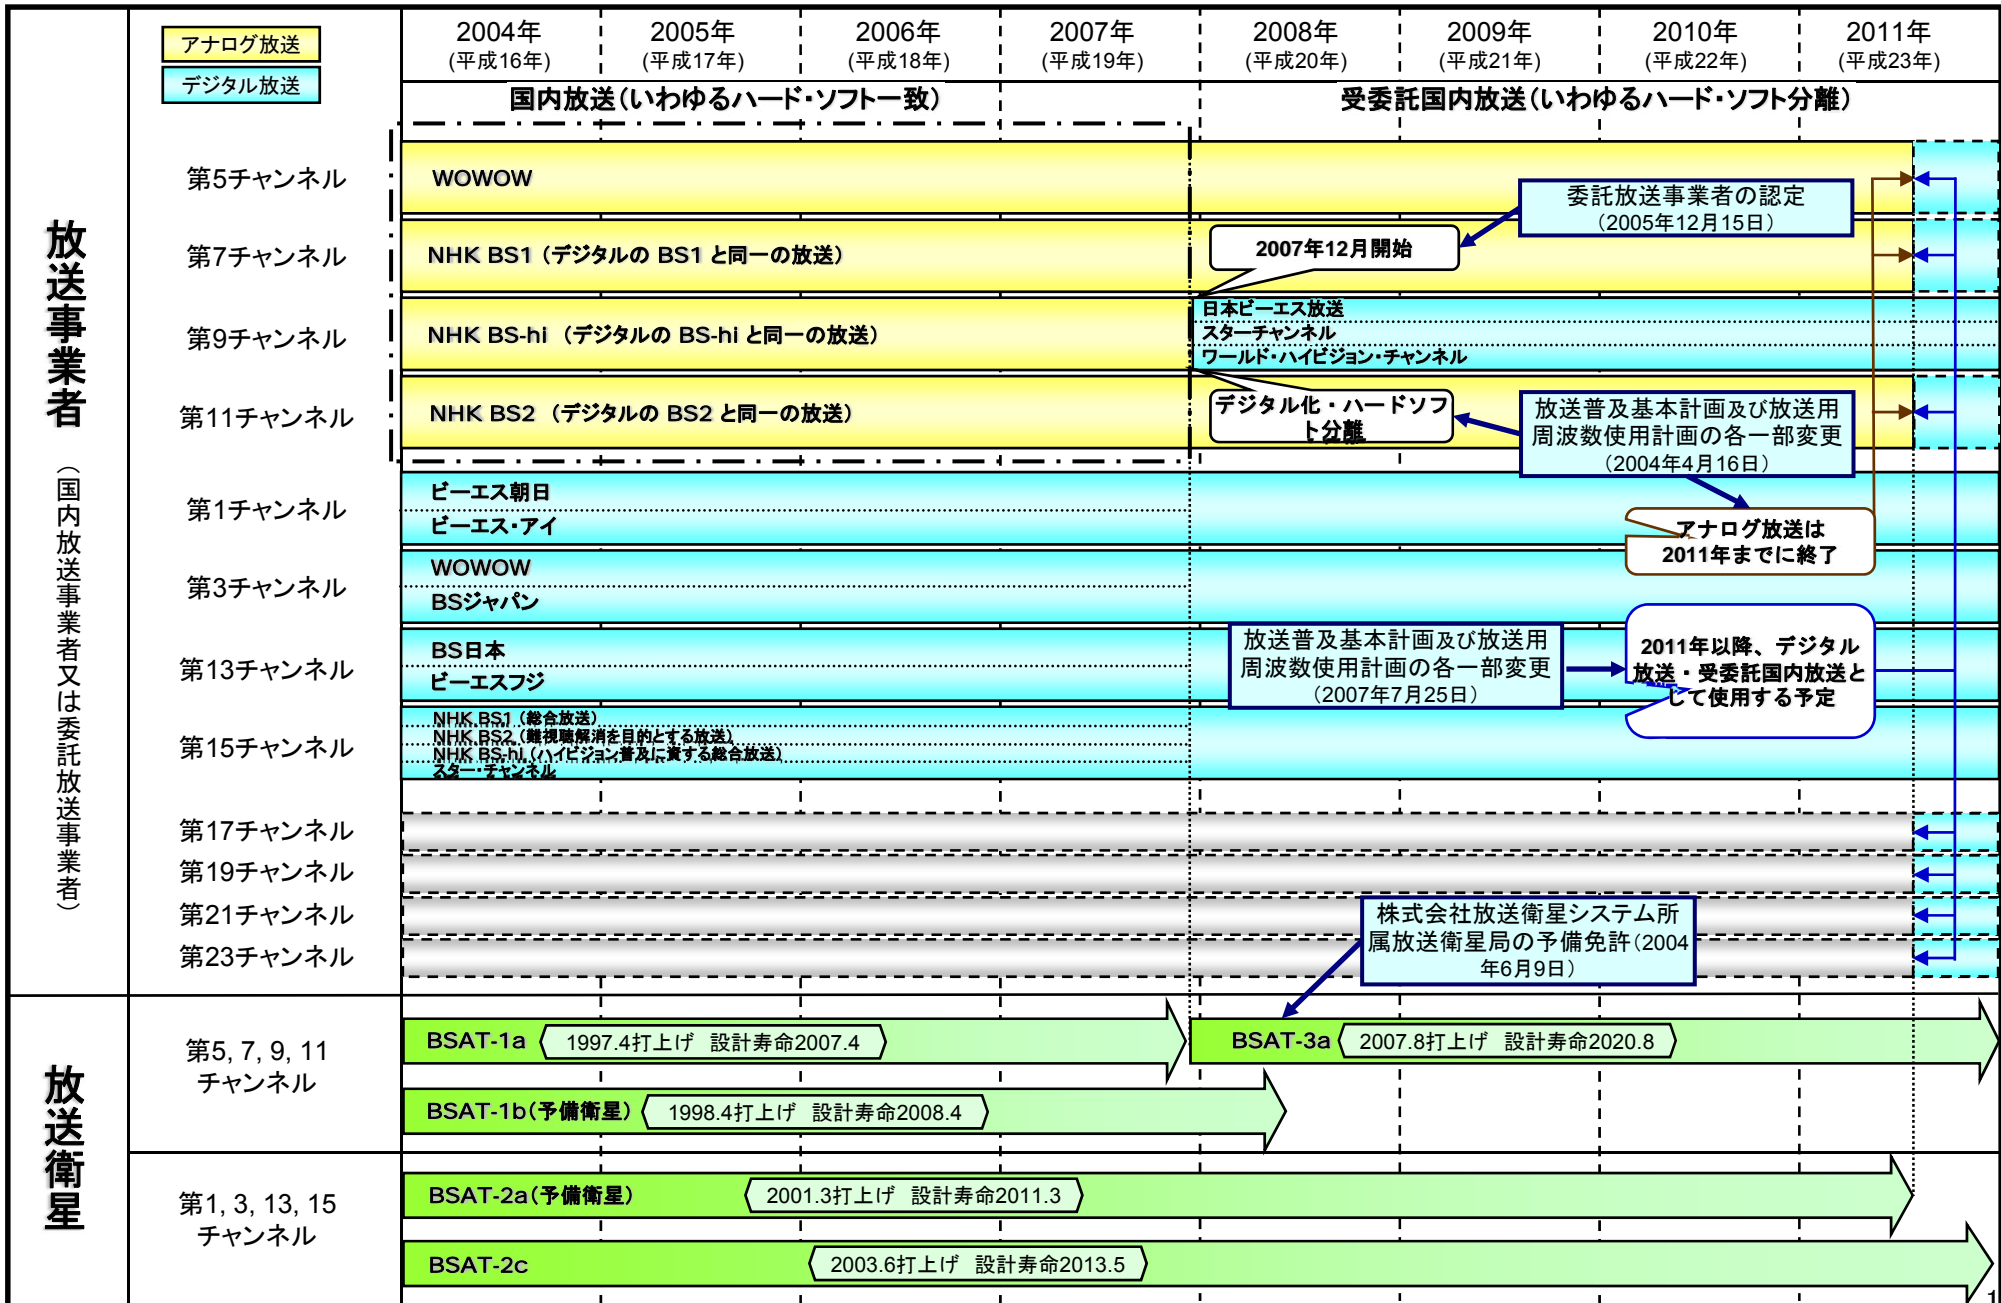 アナログ放送
デジタル放送
2004年
(平成16年)
2005年
(平成17年)
2006年
(平成18年)
2007年
(平成19年)
2008年
(平成20年)
2009年
(平成21年)
2010年
(平成22年)
2011年
(平成23年)
国内放送(いわゆるハード・ソフト一致)
受委託国内放送(いわゆるハード・ソフト分離)
放送事業者
(国内放送事業者又は委託放送事業者)
第5チャンネル
WOWOW
委託放送事業者の認定
(2005年12月15日)
第7チャンネル
NHK BS1 (デジタルの BS1 と同一の放送)
2007年12月開始
第9チャンネル
NHK BS-hi (デジタルの BS-hi と同一の放送)
日本ビーエス放送
スターチャンネル
ワールド・ハイビジョン・チャンネル
第11チャンネル
NHK BS2 (デジタルの BS2 と同一の放送)
デジタル化・ハードソフ
ト分離
放送普及基本計画及び放送用
周波数使用計画の各一部変更
(2004年4月16日)
第1チャンネル
ビーエス朝日
ビーエス・アイ
アナログ放送は
2011年までに終了
第3チャンネル
WOWOW
BSジャパン
第13チャンネル
BS日本
ビーエスフジ
放送普及基本計画及び放送用
周波数使用計画の各一部変更
(2007年7月25日)
2011年以降、デジタル
放送・受委託国内放送と
して使用する予定
第15チャンネル
NHK BS1 (総合放送)
NHK BS2 (難視聴解消を目的とする放送)
NHK BS-hi (ハイビジョン普及に資する総合放送)
スター・チャンネル
第17チャンネル
第19チャンネル
第21チャンネル
第23チャンネル
株式会社放送衛星システム所
属放送衛星局の予備免許(2004
年6月9日)
放送衛星
第5, 7, 9, 11
チャンネル
BSAT-1a
1997.4打上げ 設計寿命2007.4
BSAT-3a
2007.8打上げ 設計寿命2020.8
BSAT-1b(予備衛星)
1998.4打上げ 設計寿命2008.4
第1, 3, 13, 15
チャンネル
BSAT-2a(予備衛星)
2001.3打上げ 設計寿命2011.3
BSAT-2c
2003.6打上げ 設計寿命2013.5
1